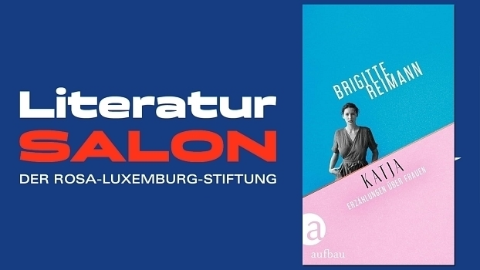 Literatur
SALON
DER ROSA-LUXEMBURG-STIFTUNG
BRIGITTE
REIMANN
KATJA
ERZÄHLUNGEN ÜBER FRAUEN
a
aufbau